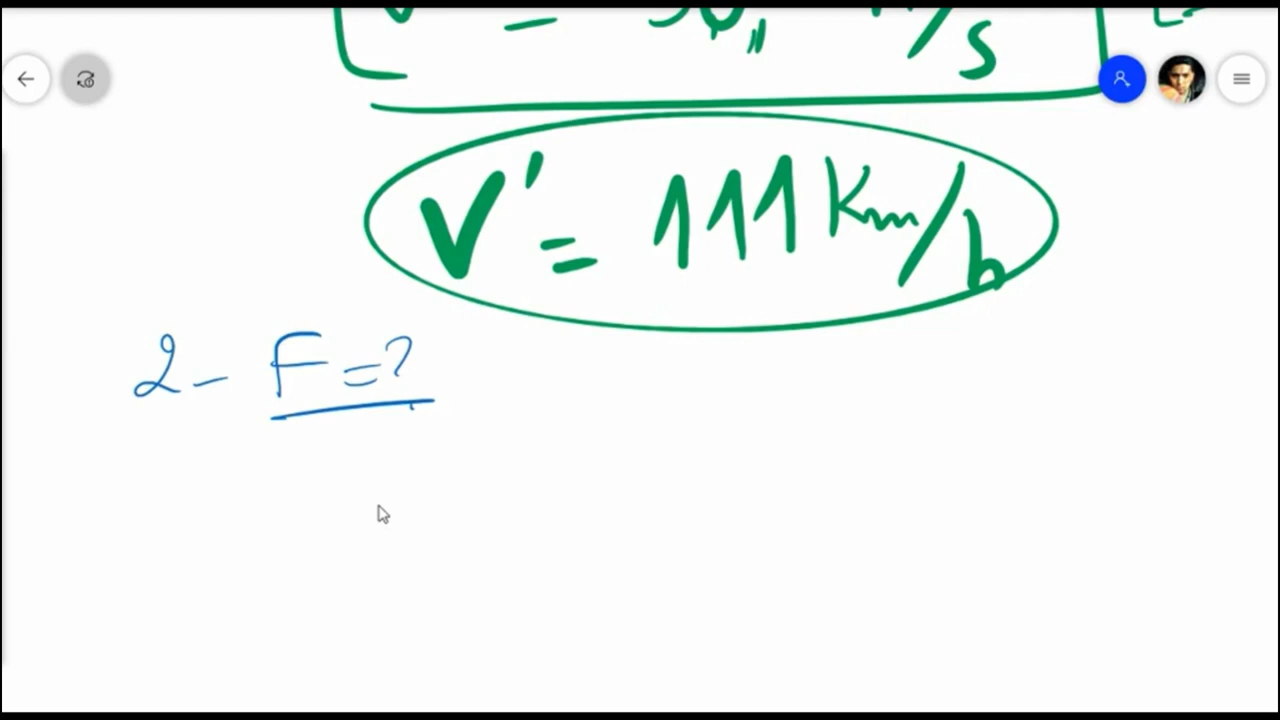 V' = 111 Km/h
2- F = ?